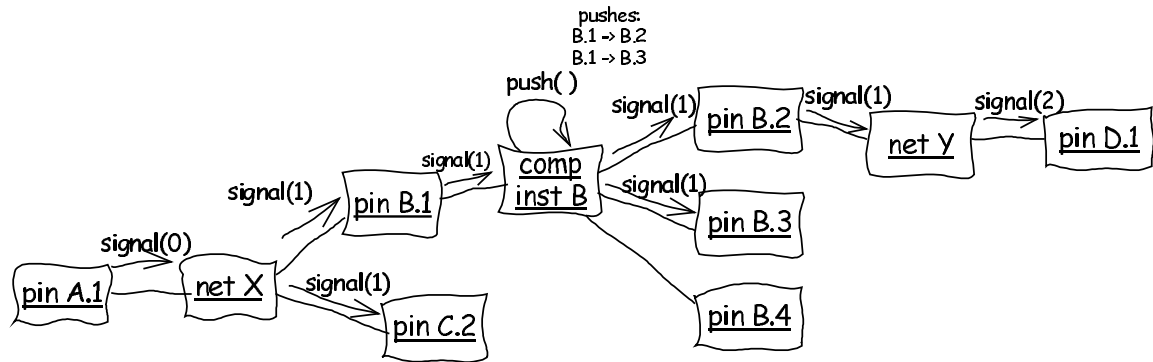 pushes:
B.1 -> B.2
B.1 -> B.3
push( )
signal(1)
pin B.2
signal(1)
net Y
signal(2)
pin D.1
signal(1)
comp
inst B
signal(1)
pin B.3
signal(1)
pin B.1
signal(0)
pin A.1
net X
signal(1)
pin C.2
pin B.4